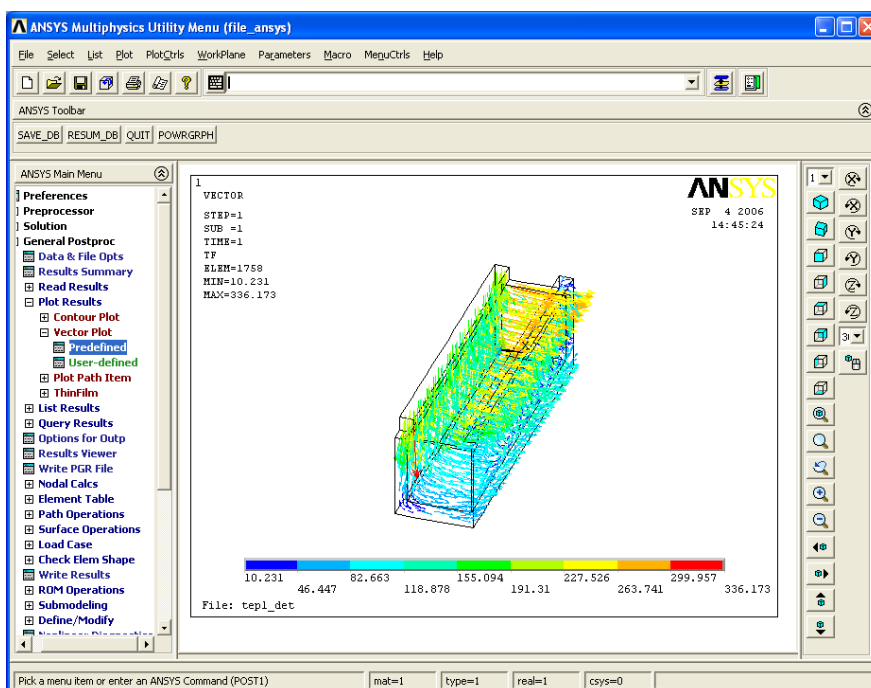 ANSYS Multiphysics Utility Menu (file_ansys)
File Select List Plot PlotCtrls WorkPlane Parameters Macro MenuCtrls Help
ANSYS Toolbar
SAVE_DB RESUM_DB QUIT POWRGRPH
ANSYS Main Menu
Preferences
Preprocessor
Solution
General Postproc
Data & File Opts
Results Summary
Read Results
Plot Results
Contour Plot
Vector Plot
Predefined
User-defined
Plot Path Item
ThinFilm
List Results
Query Results
Options for Outp
Results Viewer
Write PGR File
Nodal Calcs
Element Table
Path Operations
Surface Operations
Load Case
Check Elem Shape
Write Results
ROM Operations
Submodeling
Define/Modify
1
VECTOR
STEP=1
SUB =1
TIME=1
TF
ELEM=1758
MIN=10.231
MAX=336.173
ANSYS
SEP 4 2006
14:45:24
10.231 82.663 155.094 227.526 299.957
46.447 118.878 191.31 263.741 336.173
File: tepl_det
1
X
X
Y
Y
Z
Z
Pick a menu item or enter an ANSYS Command (POST1) mat=1 type=1 real=1 csys=0